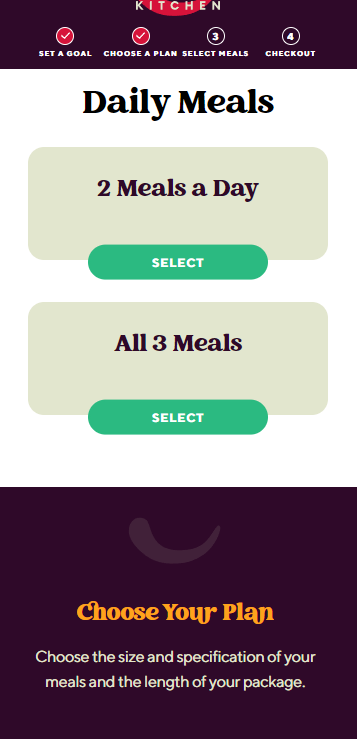 KITCHEN
3 4
SET A GOAL CHOOSE A PLAN SELECT MEALS CHECKOUT
Daily Meals
2 Meals a Day
SELECT
All 3 Meals
SELECT
Choose Your Plan
Choose the size and specification of your
meals and the length of your package.